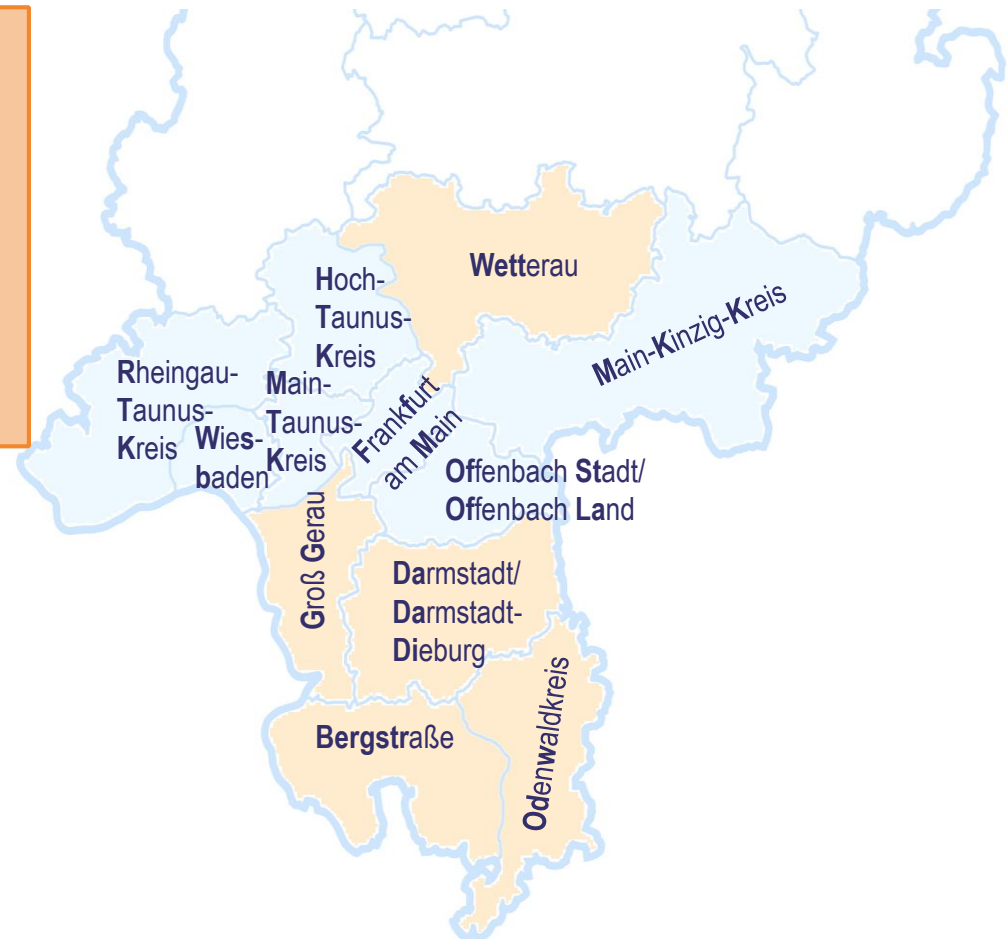 Wetterau
Hoch-
Taunus-
Kreis
Main-Kinzig-Kreis
Rheingau-
Taunus-
Kreis
Wies-
baden
Main-
Taunus-
Kreis
Frankfurt
am Main
Offenbach Stadt/
Offenbach Land
Groß Gerau
Darmstadt/
Darmstadt-
Dieburg
Bergstraße
Odenwaldkreis